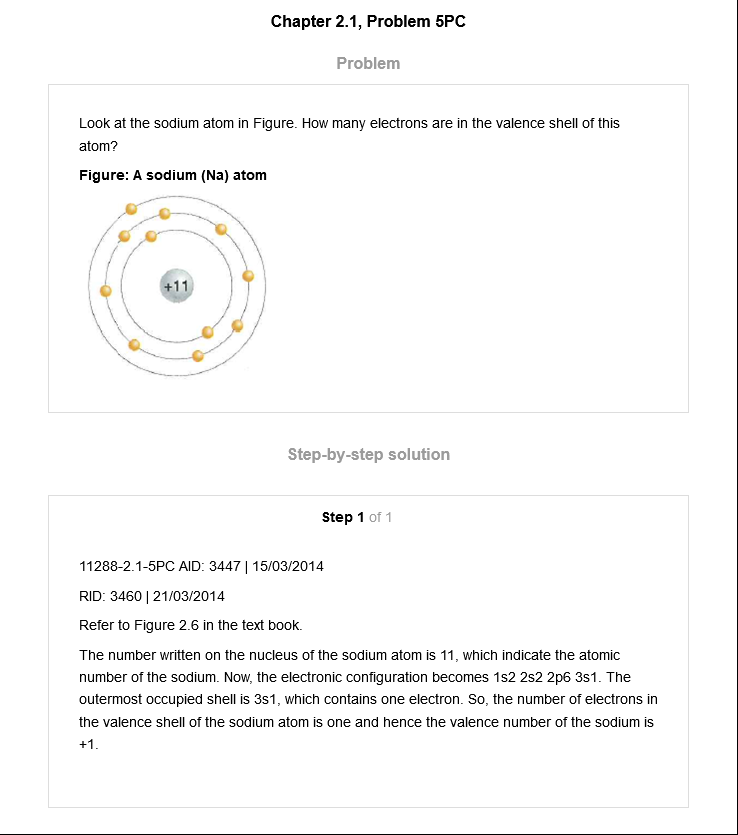 Chapter 2.1, Problem 5PC
Problem
Look at the sodium atom in Figure. How many electrons are in the valence shell of this
atom?
Figure: A sodium (Na) atom
+11
Step-by-step solution
Step 1 of 1
11288-2.1-5PC AID: 3447 | 15/03/2014
RID: 3460 | 21/03/2014
Refer to Figure 2.6 in the text book.
The number written on the nucleus of the sodium atom is 11, which indicate the atomic
number of the sodium. Now, the electronic configuration becomes 1s2 2s2 2p6 3s1. The
outermost occupied shell is 3s1, which contains one electron. So, the number of electrons in
the valence shell of the sodium atom is one and hence the valence number of the sodium is
+1.